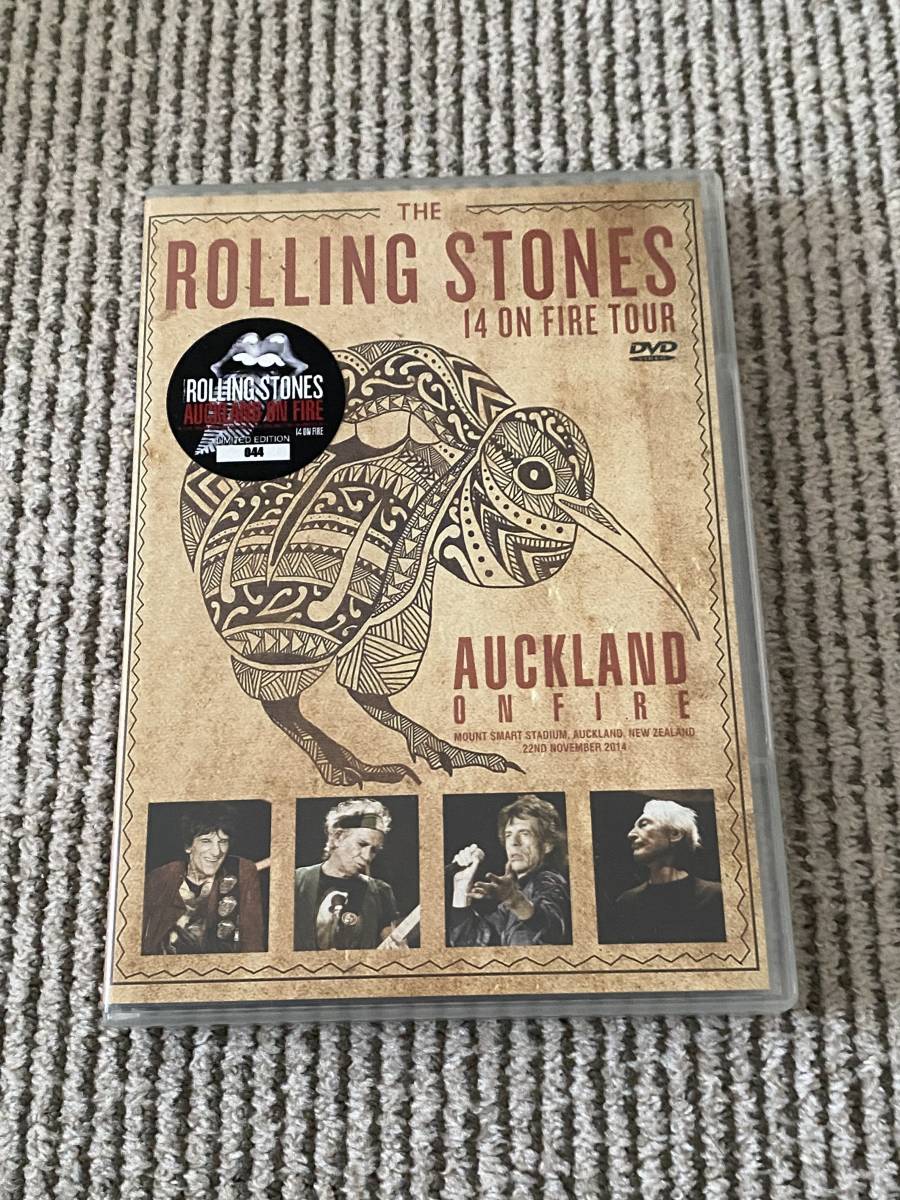 THE
ROLLING STONES
14 ON FIRE TOUR
DVD
VIDEO
ROLLING STONES
AUCKLAND ON FIRE
14 ON FIRE
LIMITED EDITION
044
AUCKLAND
ON FIRE
MOUNT SMART STADIUM, AUCKLAND, NEW ZEALAND
22ND NOVEMBER 2014